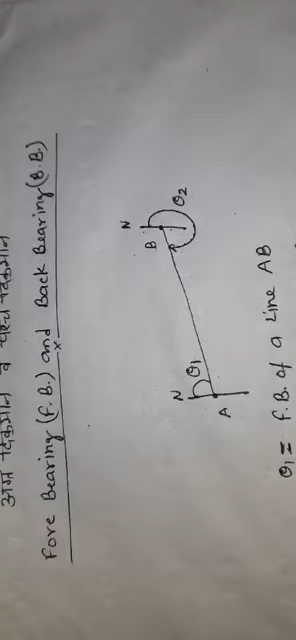 अग्र दिक्मान व पश्च दिक्मान
Fore Bearing (F.B.) and Back Bearing (B.B.)
N
B
θ2
N
θ1
A
θ1 = F.B. of a Line AB